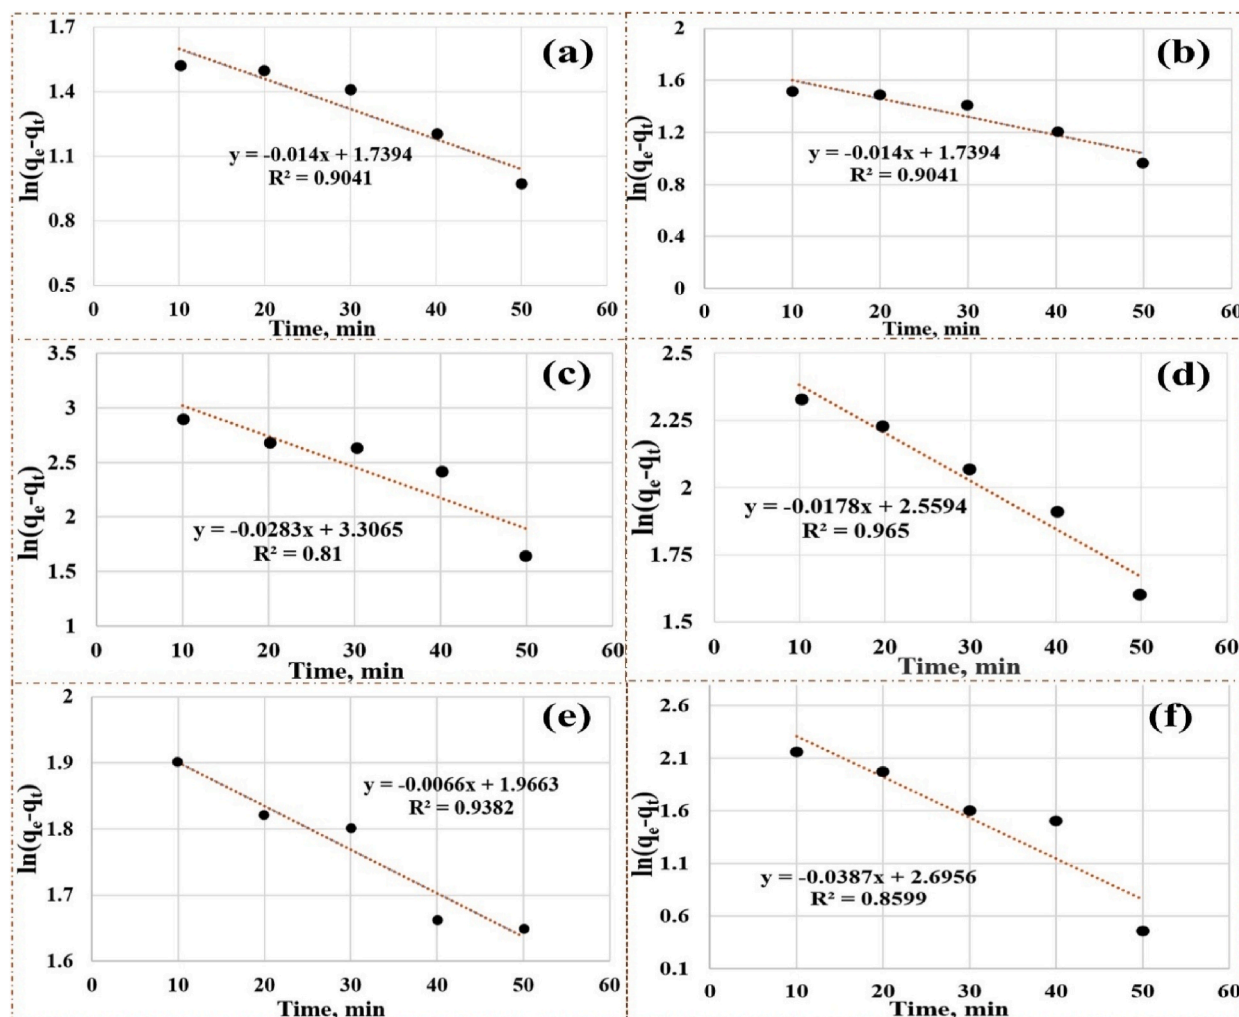 (a)
1.7
1.4
1.1
0.8
0.5
ln(qₑ-qₜ)
y = -0.014x + 1.7394
R² = 0.9041
0 10 20 30 40 50 60
Time, min
(b)
2
1.6
1.2
0.8
0.4
0
ln(qₑ-qₜ)
y = -0.014x + 1.7394
R² = 0.9041
0 10 20 30 40 50 60
Time, min
(c)
3.5
3
2.5
2
1.5
1
ln(qₑ-qₜ)
y = -0.0283x + 3.3065
R² = 0.81
0 10 20 30 40 50 60
Time, min
(d)
2.5
2.25
2
1.75
1.5
ln(qₑ-qₜ)
y = -0.0178x + 2.5594
R² = 0.965
0 10 20 30 40 50 60
Time, min
(e)
2
1.9
1.8
1.7
1.6
ln(qₑ-qₜ)
y = -0.0066x + 1.9663
R² = 0.9382
0 10 20 30 40 50 60
Time, min
(f)
2.6
2.1
1.6
1.1
0.6
0.1
ln(qₑ-qₜ)
y = -0.0387x + 2.6956
R² = 0.8599
0 10 20 30 40 50 60
Time, min